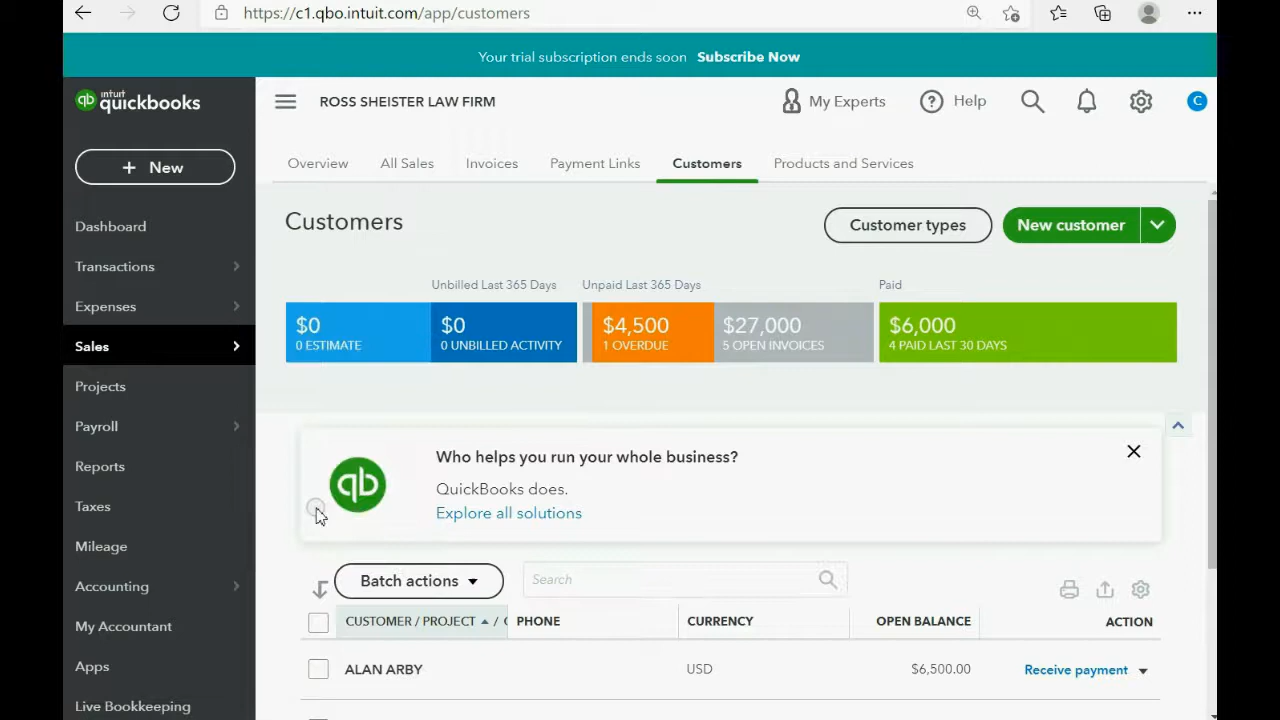 https://c1.qbo.intuit.com/app/customers
Your trial subscription ends soon Subscribe Now
intuit
quickbooks
ROSS SHEISTER LAW FIRM
My Experts
Help
C
New
Overview
All Sales
Invoices
Payment Links
Customers
Products and Services
Dashboard
Transactions
Expenses
Sales
Projects
Payroll
Reports
Taxes
Mileage
Accounting
My Accountant
Apps
Live Bookkeeping
Customers
Customer types
New customer
Unbilled Last 365 Days
Unpaid Last 365 Days
Paid
$0
0 ESTIMATE
$0
0 UNBILLED ACTIVITY
$4,500
1 OVERDUE
$27,000
5 OPEN INVOICES
$6,000
4 PAID LAST 30 DAYS
qb
Who helps you run your whole business?
QuickBooks does.
Explore all solutions
Batch actions
Search
CUSTOMER / PROJECT / PHONE CURRENCY OPEN BALANCE ACTION
ALAN ARBY USD $6,500.00 Receive payment